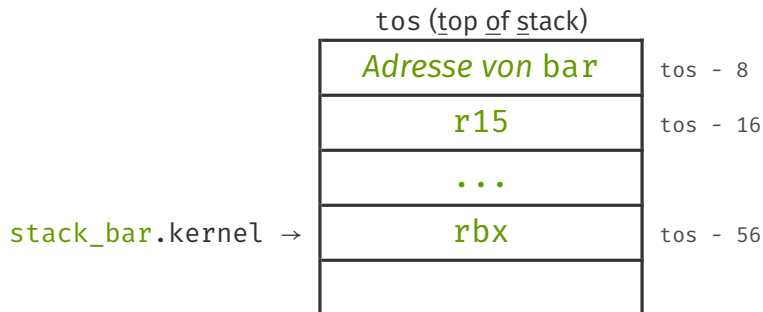 tos (top of stack)
Adresse von bar tos - 8
r15 tos - 16
...
stack_bar.kernel → rbx tos - 56